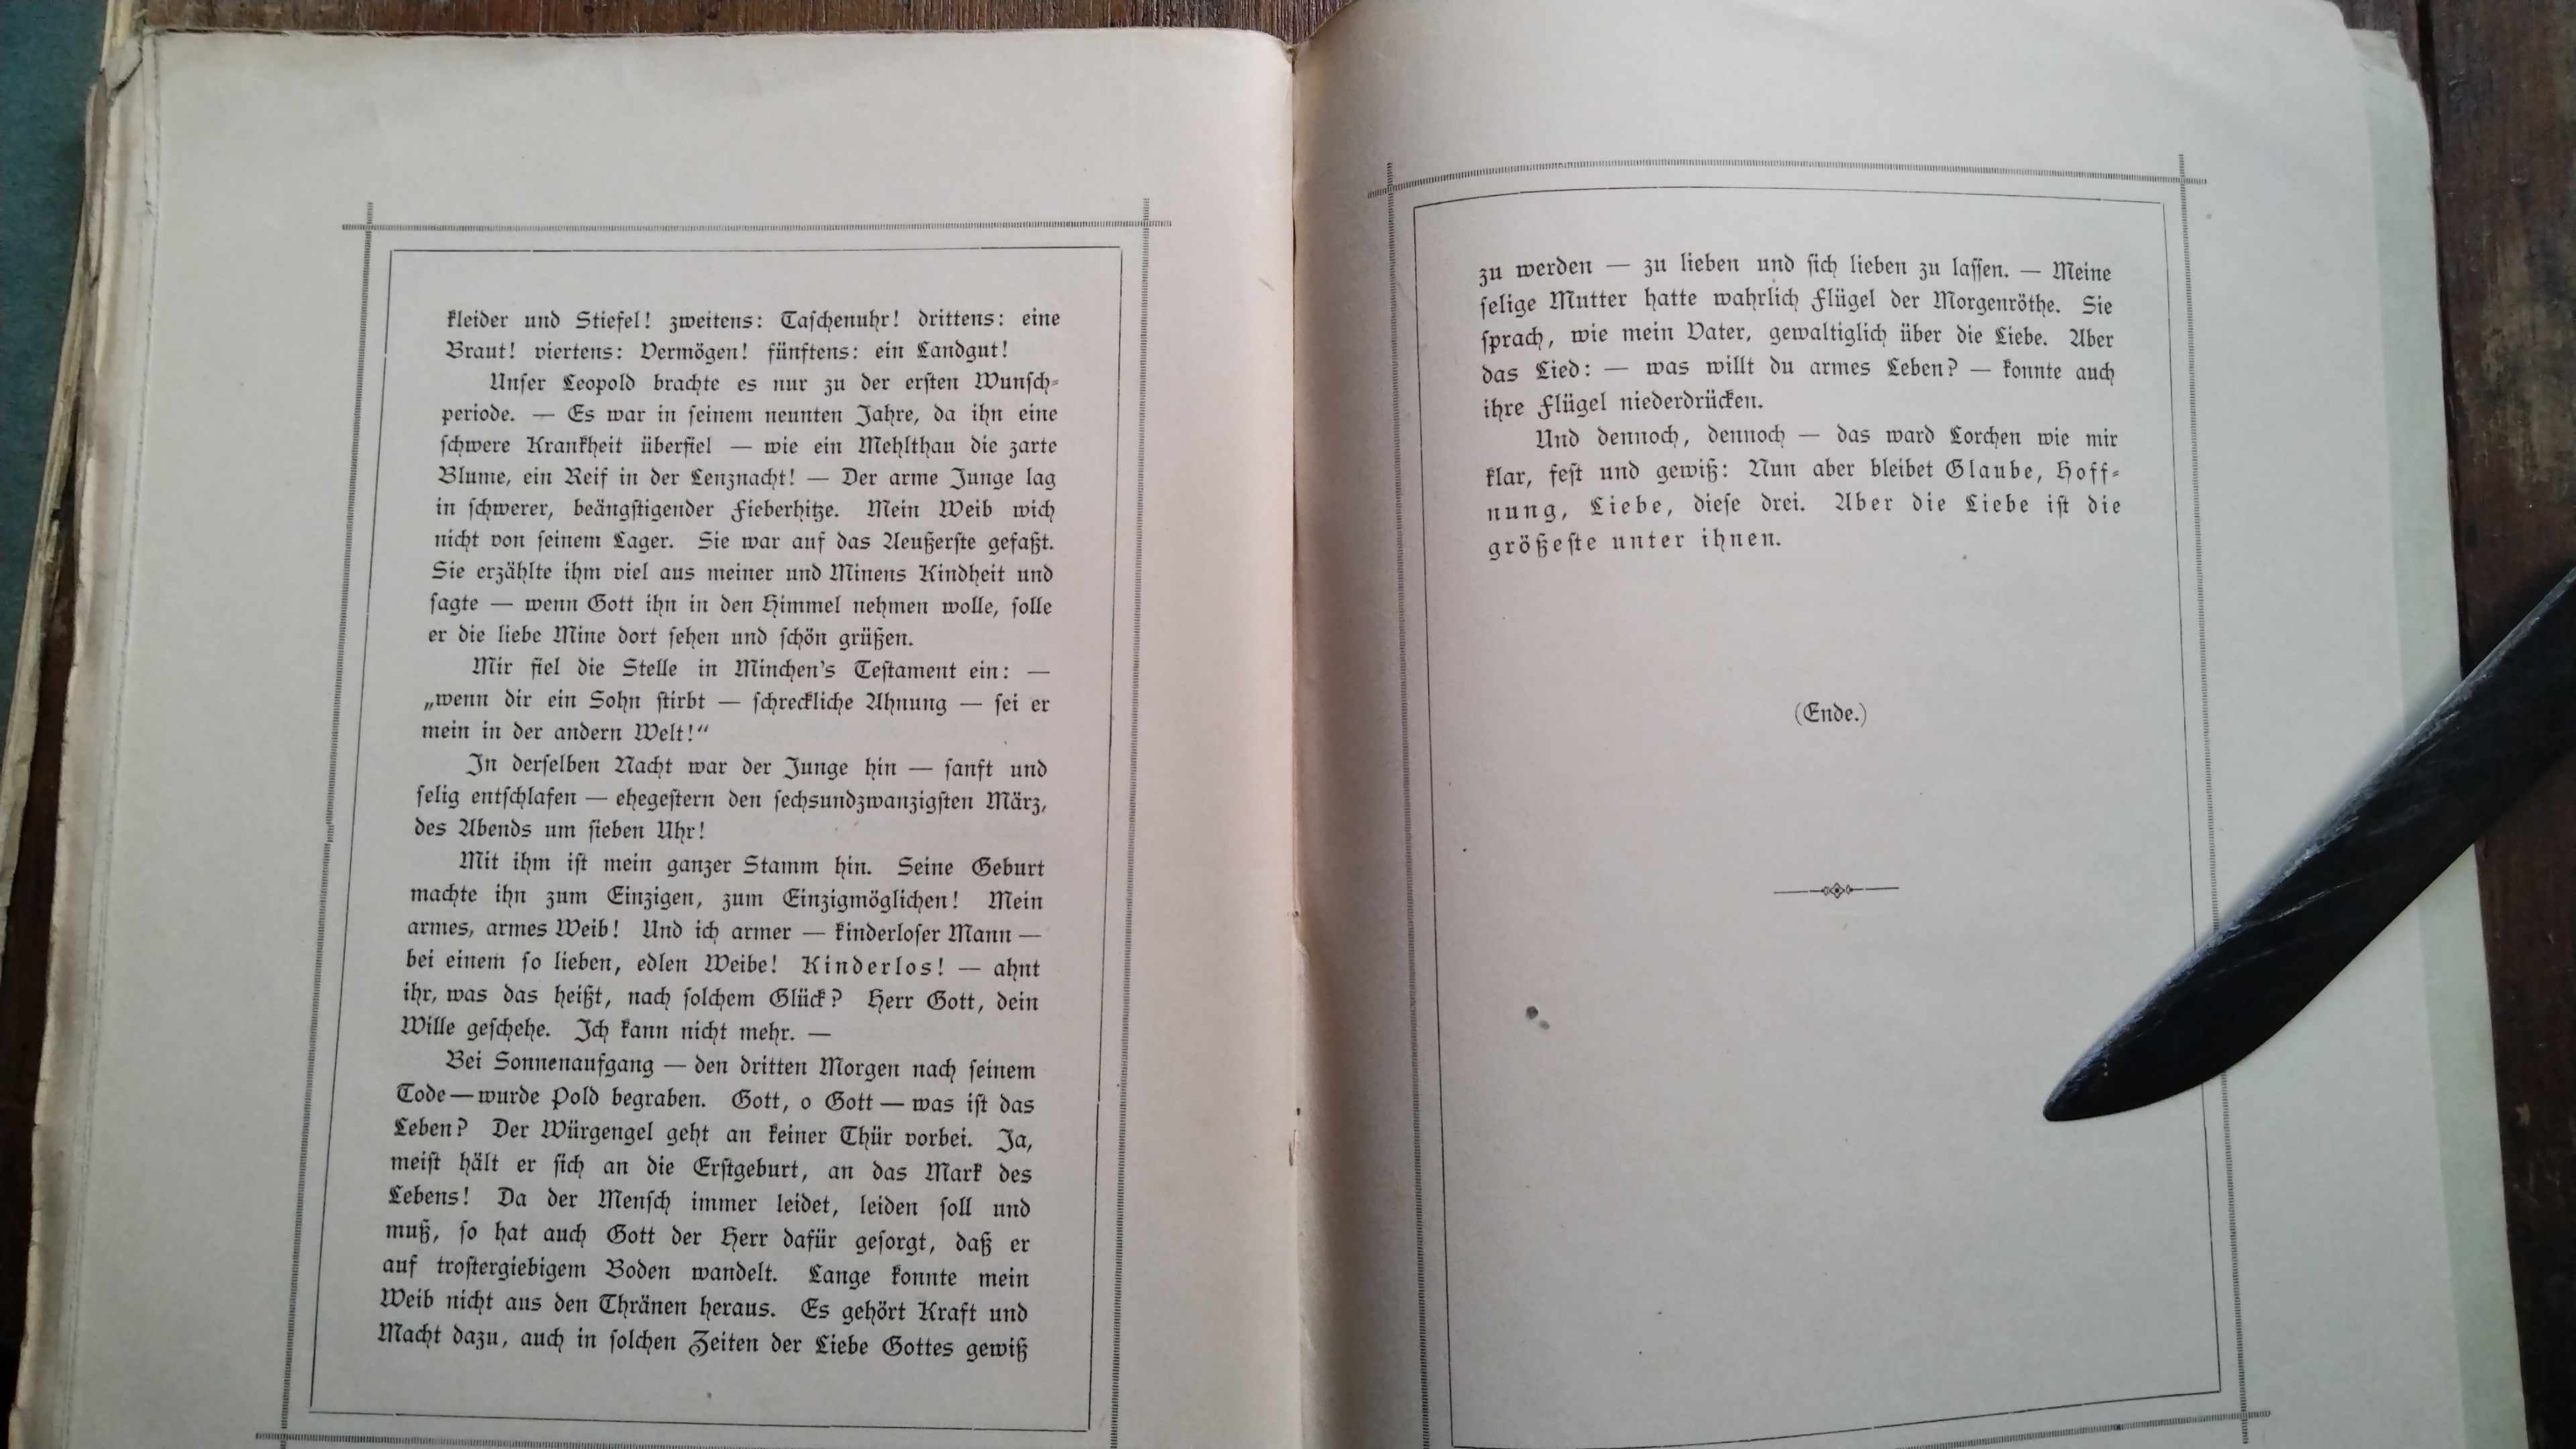 kleider und Stiefel! zweitens: Taschenuhr! drittens: eine
Braut! viertens: Vermögen! fünftens: ein Landgut!
Unser Leopold brachte es nur zu der ersten Wunsch-
periode. — Es war in seinem neunten Jahre, da ihn eine
schwere Krankheit überfiel — wie ein Mehlthau die zarte
Blume, ein Reif in der Lenznacht! — Der arme Junge lag
in schwerer, beängstigender Fieberhitze. Mein Weib wich
nicht von seinem Lager. Sie war auf das Aeußerste gefaßt.
Sie erzählte ihm viel aus meiner und Minens Kindheit und
sagte — wenn Gott ihn in den Himmel nehmen wolle, solle
er die liebe Mine dort sehen und schön grüßen.
Mir fiel die Stelle in Minchen's Testament ein: —
„wenn dir ein Sohn stirbt — schreckliche Ahnung — sei er
mein in der andern Welt!“
In derselben Nacht war der Junge hin — sanft und
selig entschlafen — ehegestern den sechsundzwanzigsten März,
des Abends um sieben Uhr!
Mit ihm ist mein ganzer Stamm hin. Seine Geburt
machte ihn zum Einzigen, zum Einzigmöglichen! Mein
armes, armes Weib! Und ich armer — kinderloser Mann —
bei einem so lieben, edlen Weibe! Kinderlos! — ahnt
ihr, was das heißt, nach solchem Glück? Herr Gott, dein
Wille geschehe. Ich kann nicht mehr. —
Bei Sonnenaufgang — den dritten Morgen nach seinem
Tode — wurde Pold begraben. Gott, o Gott — was ist das
Leben? Der Würgengel geht an keiner Thür vorbei. Ja,
meist hält er sich an die Erstgeburt, an das Mark des
Lebens! Da der Mensch immer leidet, leiden soll und
muß, so hat auch Gott der Herr dafür gesorgt, daß er
auf trostergiebigem Boden wandelt. Lange konnte mein
Weib nicht aus den Thränen heraus. Es gehört Kraft und
Macht dazu, auch in solchen Zeiten der Liebe Gottes gewiß
zu werden — zu lieben und sich lieben zu lassen. — Meine
selige Mutter hatte wahrlich Flügel der Morgenröthe. Sie
sprach, wie mein Vater, gewaltiglich über die Liebe. Aber
das Lied: — was willt du armes Leben? — konnte auch
ihre Flügel niederdrücken.
Und dennoch, dennoch — das ward Lorchen wie mir
klar, fest und gewiß: Nun aber bleibet Glaube, Hoff-
nung, Liebe, diese drei. Aber die Liebe ist die
größeste unter ihnen.
(Ende.)